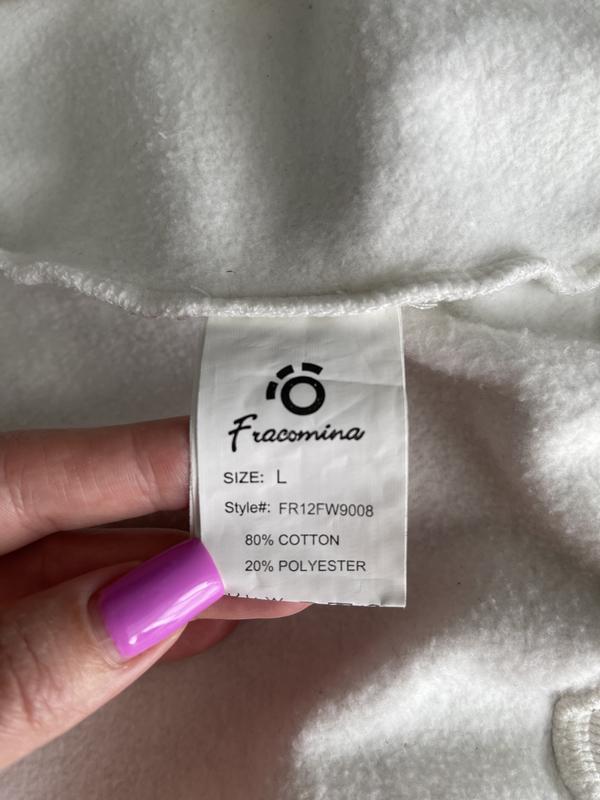 Fracomina
SIZE: L
Style#: FR12FW9008
80% COTTON
20% POLYESTER